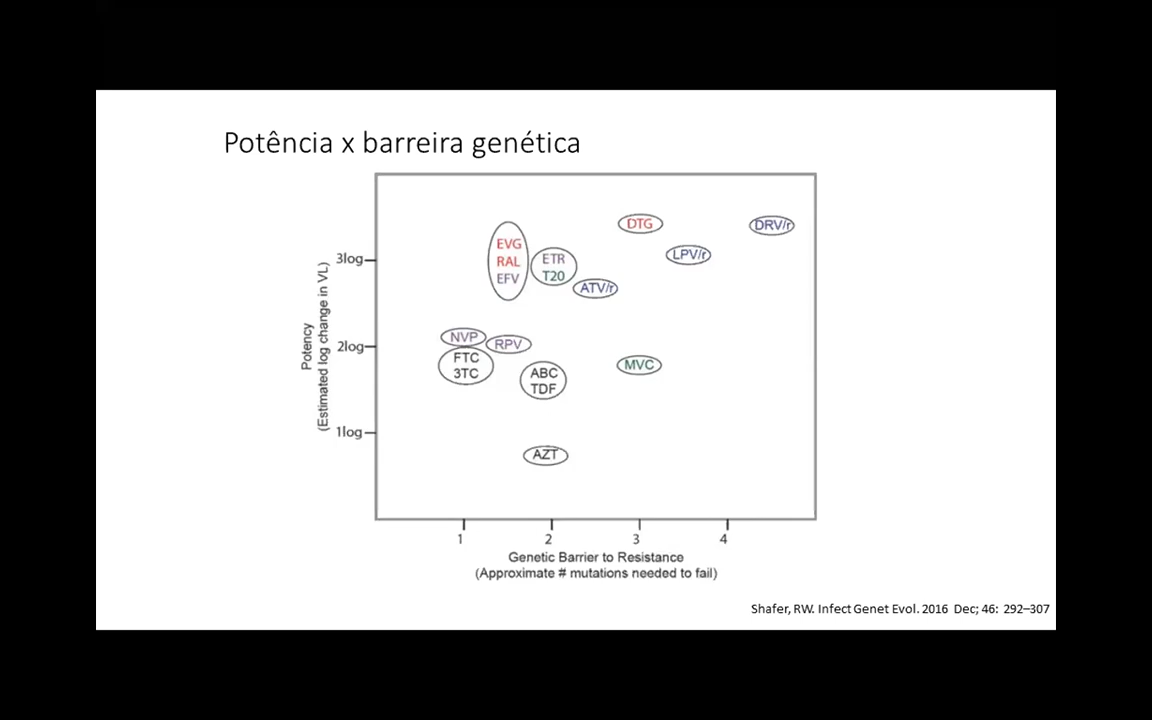 Potência x barreira genética
DTG
DRV/r
EVG
RAL
EFV
ETR
T20
LPV/r
ATV/r
3log
NVP
RPV
2log
FTC
3TC
ABC
TDF
MVC
1log
AZT
Potency
(Estimated log change in VL)
1 2 3 4
Genetic Barrier to Resistance
(Approximate # mutations needed to fail)
Shafer, RW. Infect Genet Evol. 2016 Dec; 46: 292–307